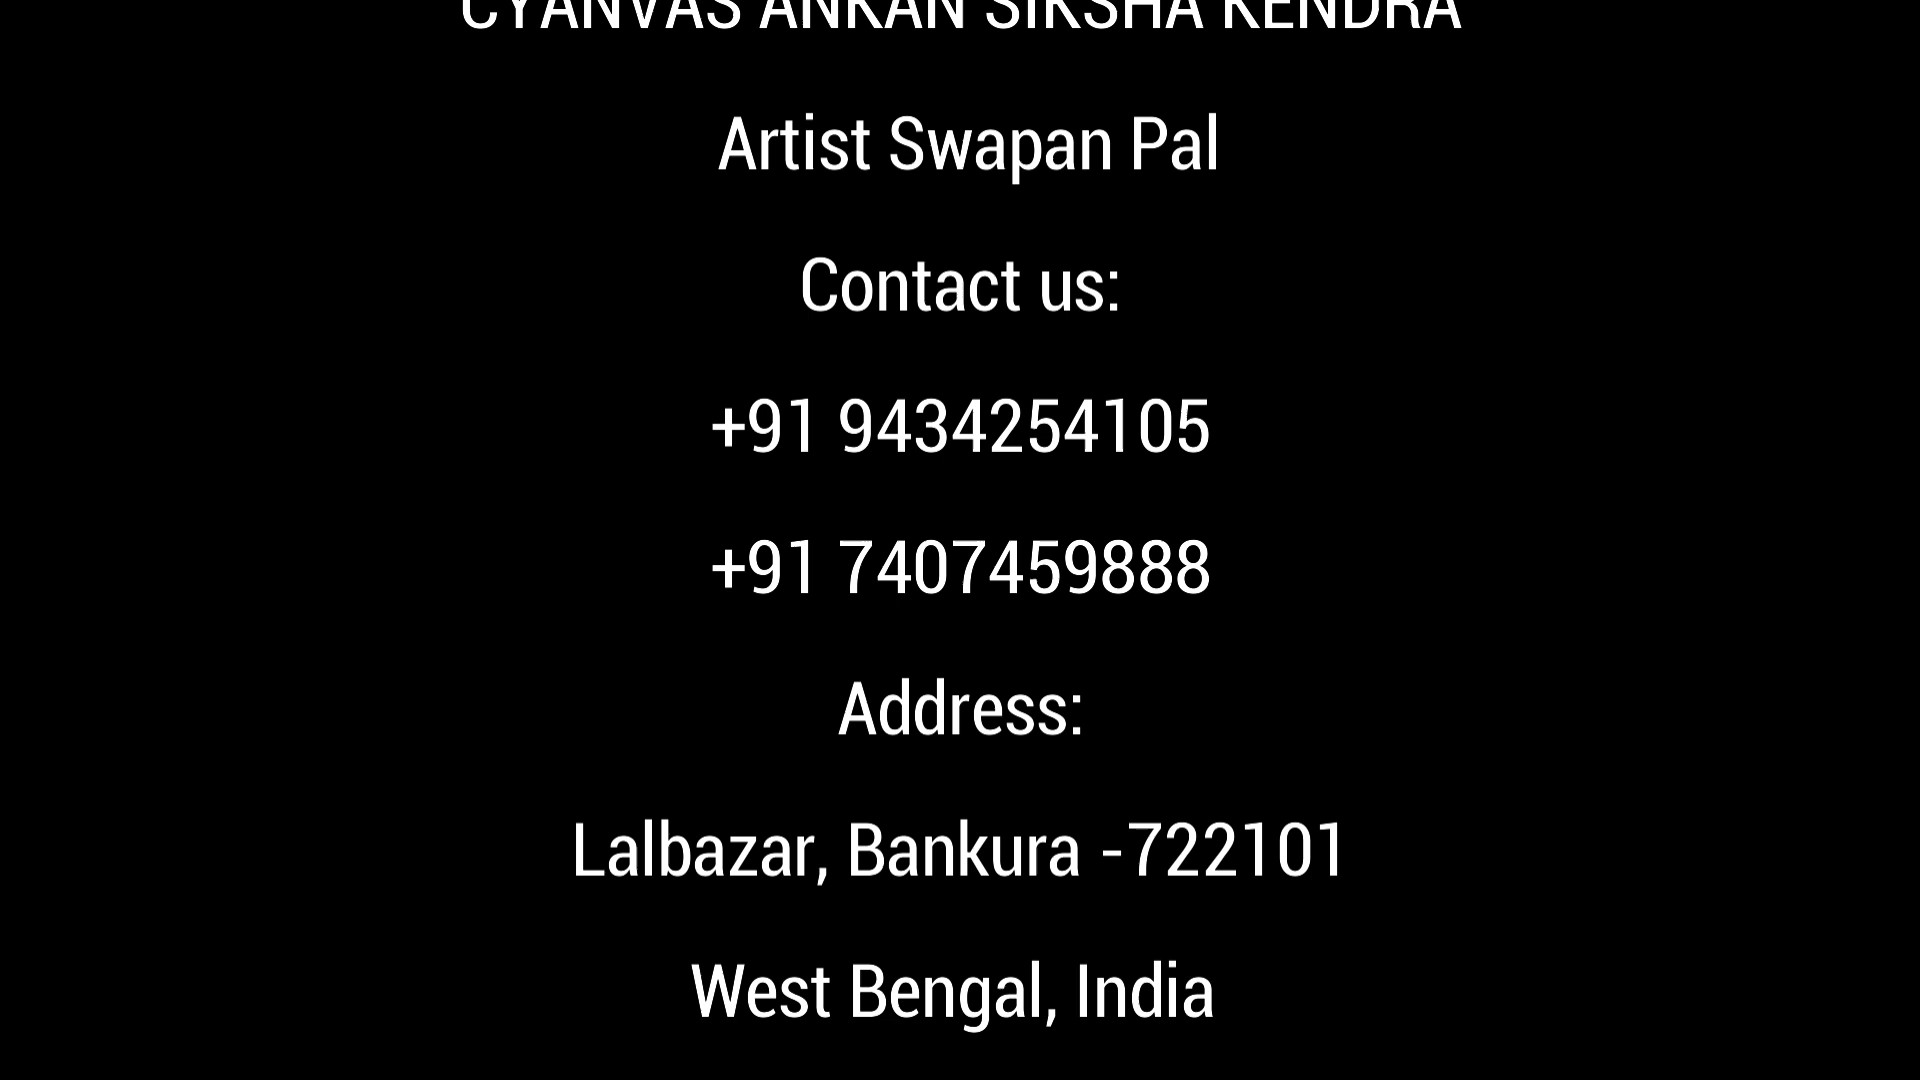 CYANVAS ANKAN SIKSHA KENDRA
Artist Swapan Pal
Contact us:
+91 9434254105
+91 7407459888
Address:
Lalbazar, Bankura -722101
West Bengal, India